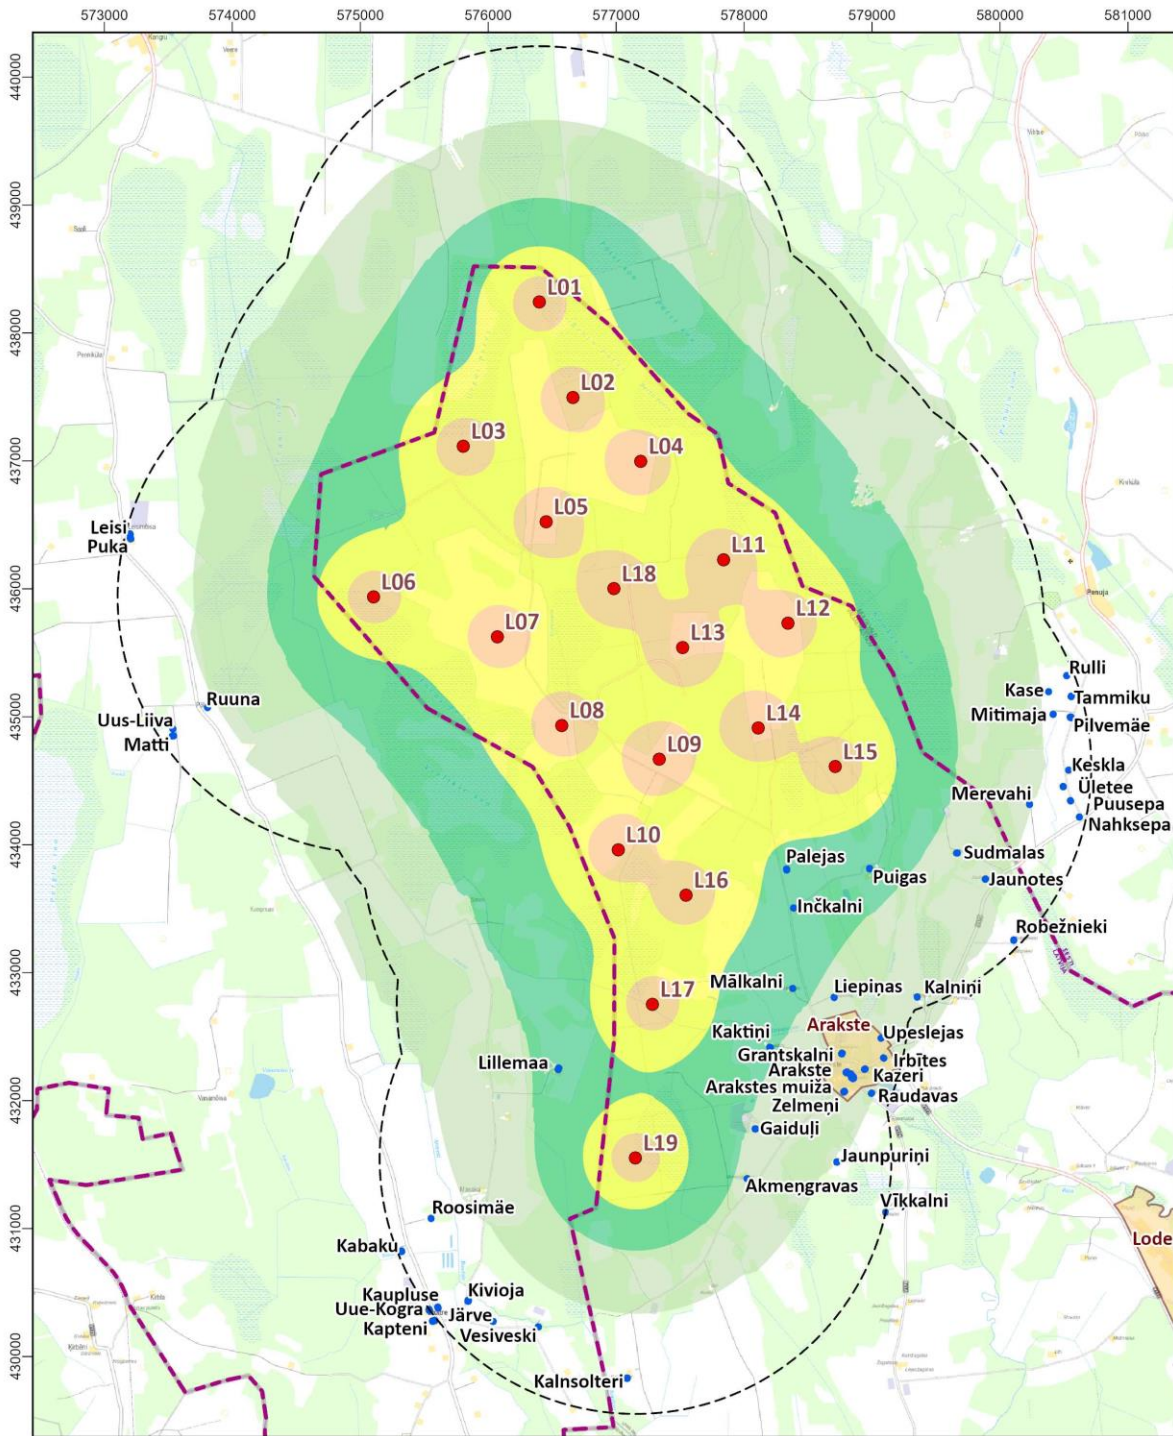 573000
574000
575000
576000
577000
578000
579000
580000
581000
440000
439000
438000
437000
436000
435000
434000
433000
432000
431000
430000
L01
L02
L03
L04
L05
L11
L06
L18
L12
L07
L13
L08
L14
L09
L15
L10
L16
L17
L19
Leisi
Puka
Ruuna
Uus-Liiva
Matti
Penuja
Rulli
Kase
Tammiku
Mitimaja
Pilvemäe
Keskla
Ületee
Merevahi
Puusepa
Nahksepa
Palejas
Puigas
Sudmalas
Jaunotes
Inčkalni
Robežnieki
Mālkalni
Liepiņas
Kalniņi
Kaktiņi
Arakste
Upeslejas
Grantskalni
Irbītes
Arakste
Kažeri
Arakstes muiža
Raudavas
Zelmeņi
Lillemaa
Gaiduļi
Jaunpuriņi
Akmeņgravas
Vīkkalni
Lode
Roosimäe
Kabaku
Kivioja
Kaupluse
Uue-Kogra
Järve
Kapteni
Vesiveski
Kalnsolteri